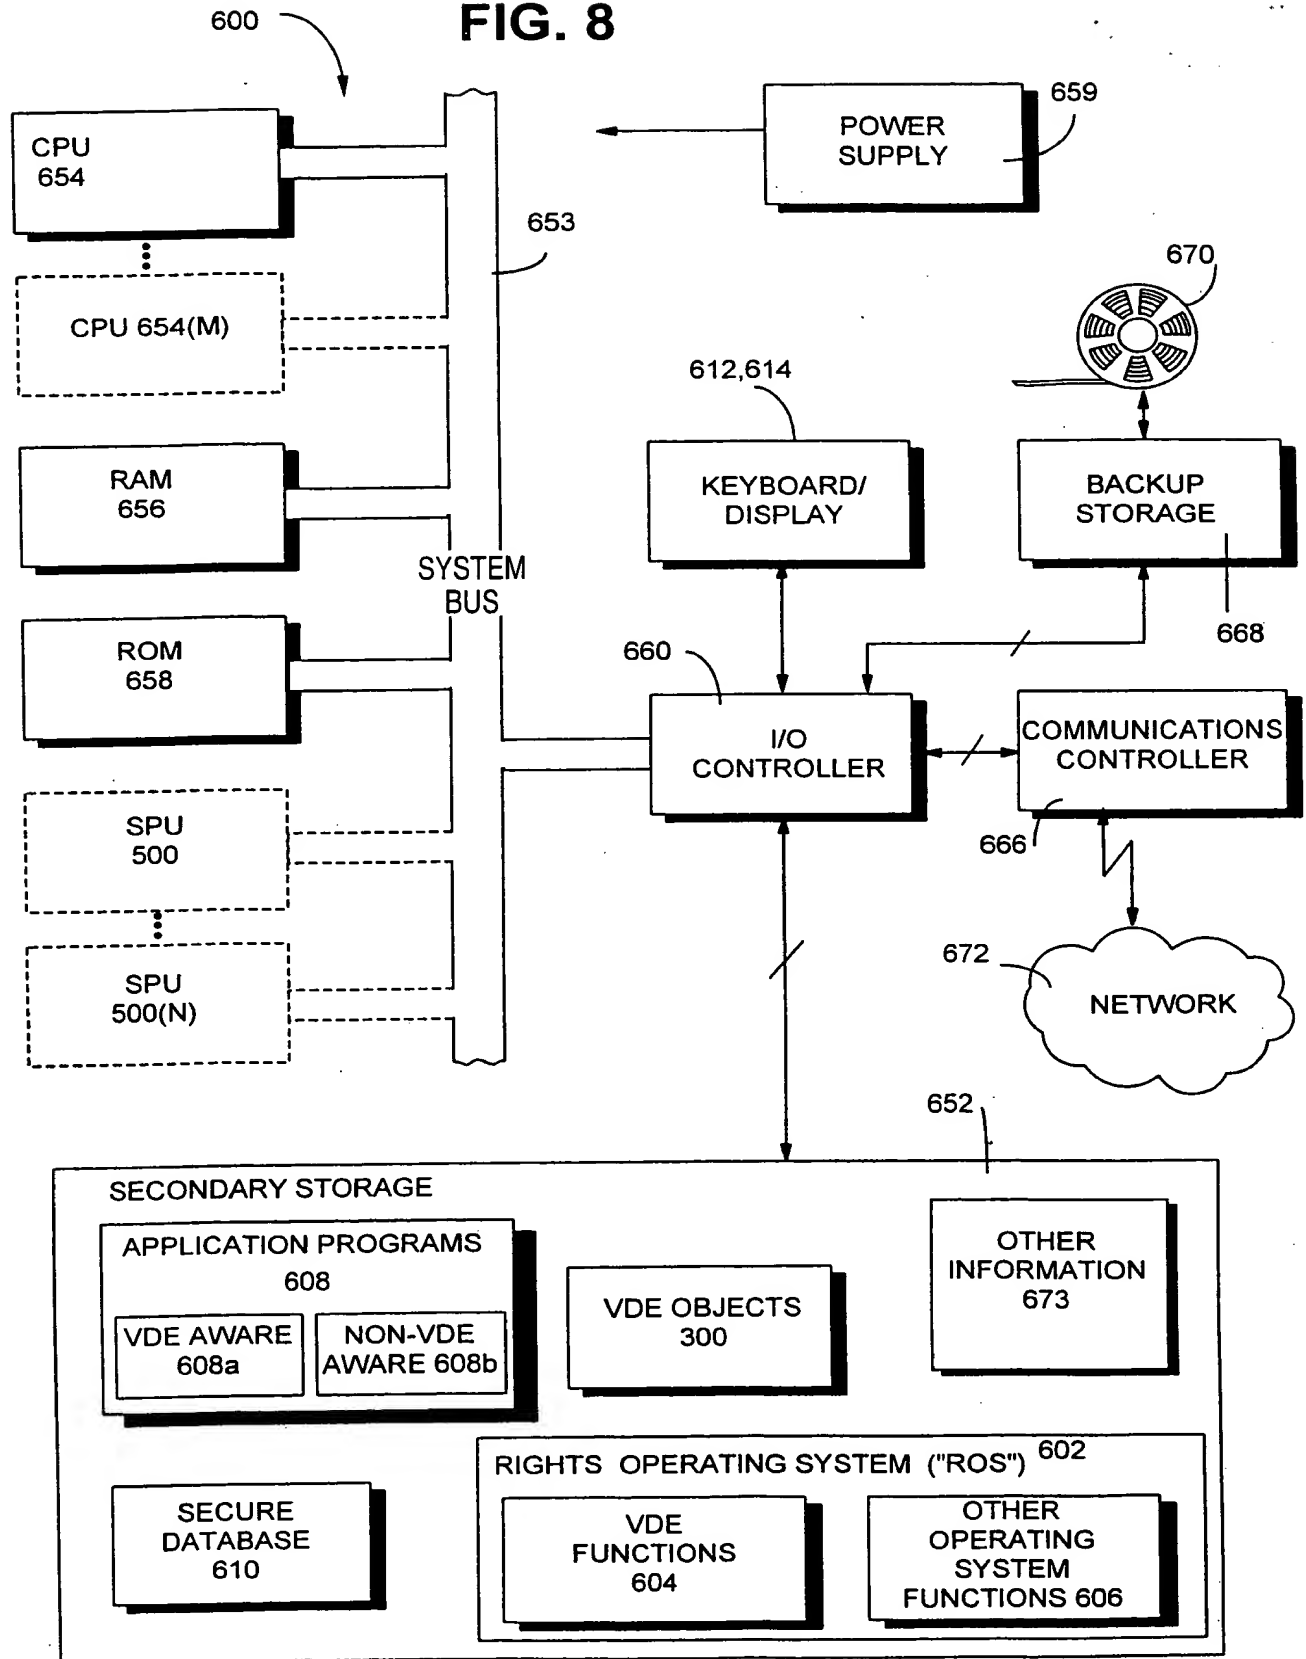 FIG. 8
600
659
POWER
SUPPLY
CPU
654
653
CPU 654(M)
670
612,614
KEYBOARD/
DISPLAY
BACKUP
STORAGE
668
RAM
656
SYSTEM
BUS
ROM
658
660
I/O
CONTROLLER
COMMUNICATIONS
CONTROLLER
666
SPU
500
SPU
500(N)
672
NETWORK
652
SECONDARY STORAGE
APPLICATION PROGRAMS
608
VDE AWARE
608a
NON-VDE
AWARE 608b
VDE OBJECTS
300
OTHER
INFORMATION
673
SECURE
DATABASE
610
RIGHTS OPERATING SYSTEM ("ROS") 602
VDE
FUNCTIONS
604
OTHER
OPERATING
SYSTEM
FUNCTIONS 606